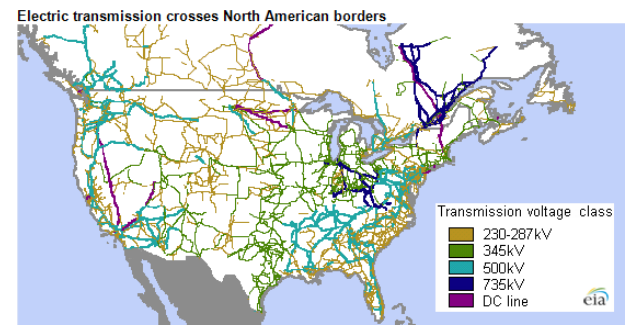 Electric transmission crosses North American borders
Transmission voltage class
230-287kV
345kV
500kV
735kV
DC line
eia